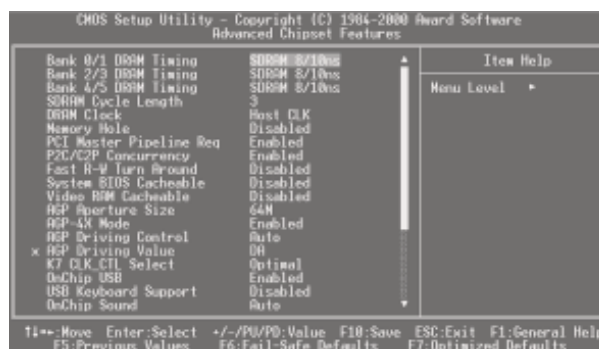 CMOS Setup Utility - Copyright (C) 1984-2000 Award Software
Advanced Chipset Features
Bank 0/1 DRAM Timing SDRAM 8/10ns
Bank 2/3 DRAM Timing SDRAM 8/10ns
Bank 4/5 DRAM Timing SDRAM 8/10ns
SDRAM Cycle Length 3
DRAM Clock Host CLK
Memory Hole Disabled
PCI Master Pipeline Req Enabled
P2C/C2P Concurrency Enabled
Fast R-W Turn Around Disabled
System BIOS Cacheable Disabled
Video RAM Cacheable Disabled
AGP Aperture Size 64M
AGP-4X Mode Enabled
AGP Driving Control Auto
x AGP Driving Value DA
K7 CLK_CTL Select Optimal
OnChip USB Enabled
USB Keyboard Support Disabled
OnChip Sound Auto
Item Help
Menu Level ►
↑↓←→:Move Enter:Select +/-/PU/PD:Value F10:Save ESC:Exit F1:General Help
F5:Previous Values F6:Fail-Safe Defaults F7:Optimized Defaults